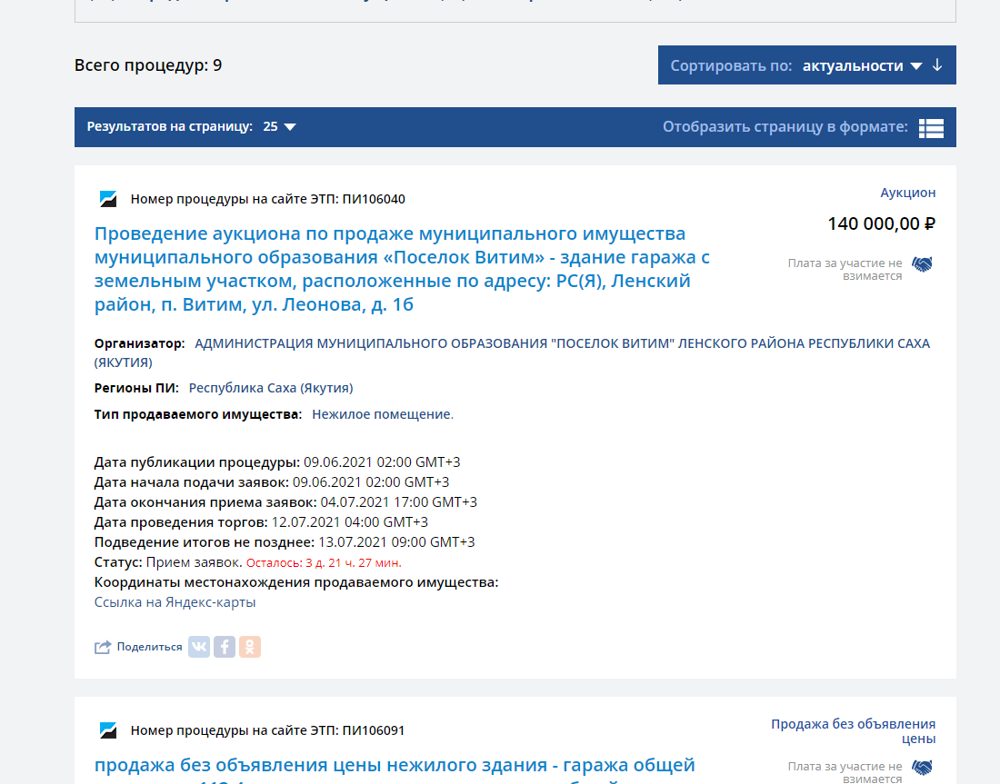 Всего процедур: 9
Сортировать по: актуальности
Результатов на страницу: 25
Отобразить страницу в формате:
Номер процедуры на сайте ЭТП: ПИ106040
Аукцион
140 000,00 ₽
Плата за участие не
взимается
Проведение аукциона по продаже муниципального имущества
муниципального образования «Поселок Витим» - здание гаража с
земельным участком, расположенные по адресу: РС(Я), Ленский
район, п. Витим, ул. Леонова, д. 1б
Организатор: АДМИНИСТРАЦИЯ МУНИЦИПАЛЬНОГО ОБРАЗОВАНИЯ "ПОСЕЛОК ВИТИМ" ЛЕНСКОГО РАЙОНА РЕСПУБЛИКИ САХА
(ЯКУТИЯ)
Регионы ПИ: Республика Саха (Якутия)
Тип продаваемого имущества: Нежилое помещение.
Дата публикации процедуры: 09.06.2021 02:00 GMT+3
Дата начала подачи заявок: 09.06.2021 02:00 GMT+3
Дата окончания приема заявок: 04.07.2021 17:00 GMT+3
Дата проведения торгов: 12.07.2021 04:00 GMT+3
Подведение итогов не позднее: 13.07.2021 09:00 GMT+3
Статус: Прием заявок. Осталось: 3 д. 21 ч. 27 мин.
Координаты местонахождения продаваемого имущества:
Ссылка на Яндекс-карты
Поделиться
Номер процедуры на сайте ЭТП: ПИ106091
Продажа без объявления
цены
Плата за участие не
взимается
продажа без объявления цены нежилого здания - гаража общей